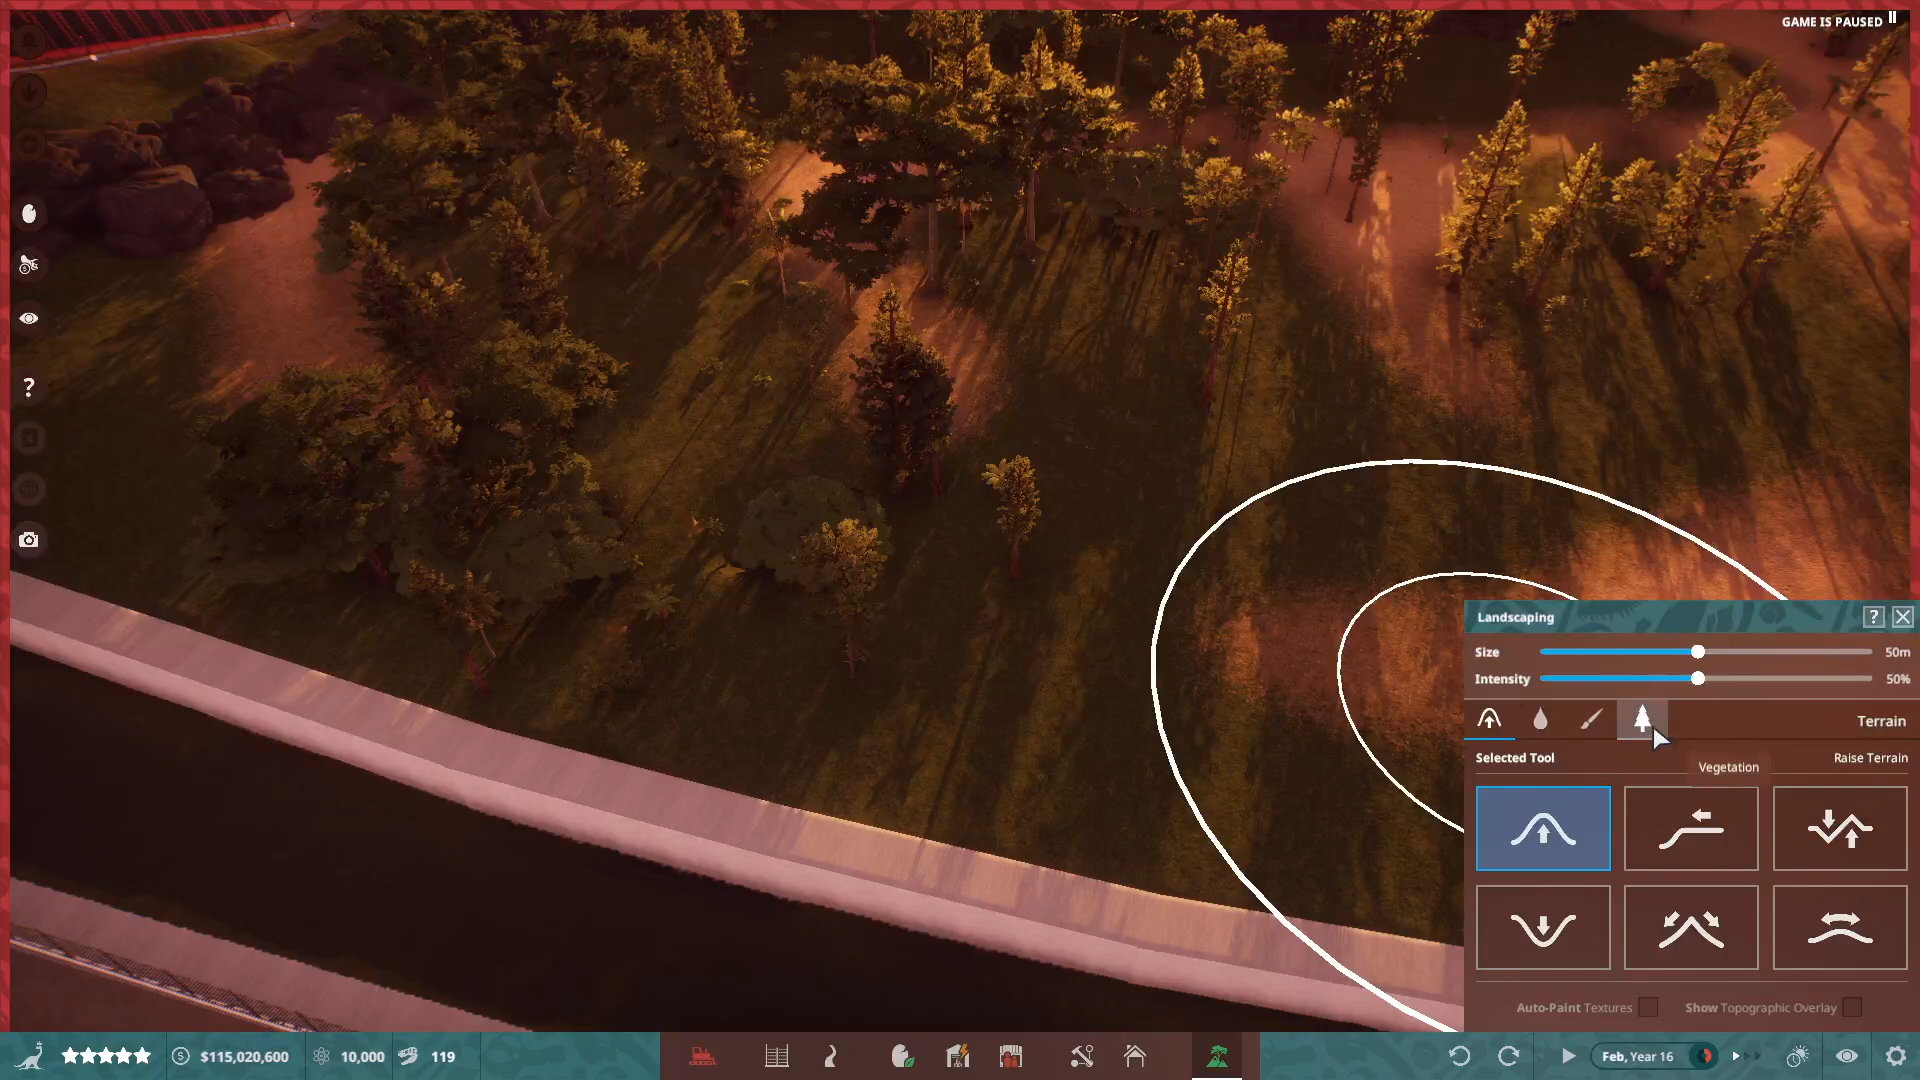 GAME IS PAUSED
?
Landscaping
?
Size 50m
Intensity 50%
Terrain
Selected Tool Raise Terrain
Vegetation
Auto-Paint Textures
Show Topographic Overlay
$115,020,600
10,000
119
Feb, Year 16